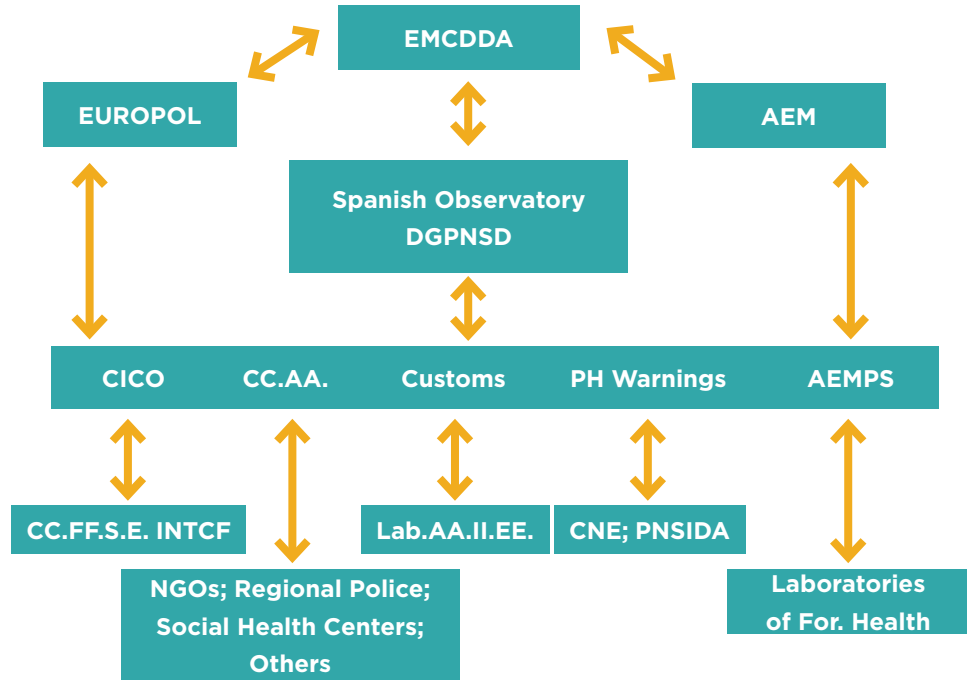 EMCDDA
EUROPOL
AEM
Spanish Observatory
DGPNSD
CICO
CC.AA.
Customs
PH Warnings
AEMPS
CC.FF.S.E. INTCF
Lab.AA.II.EE.
CNE; PNSIDA
NGOs; Regional Police;
Social Health Centers;
Others
Laboratories
of For. Health